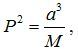 P² = a³/M ,